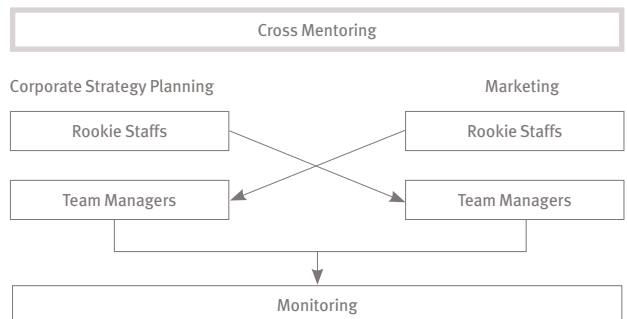 Cross Mentoring
Corporate Strategy Planning
Marketing
Rookie Staffs
Rookie Staffs
Team Managers
Team Managers
Monitoring